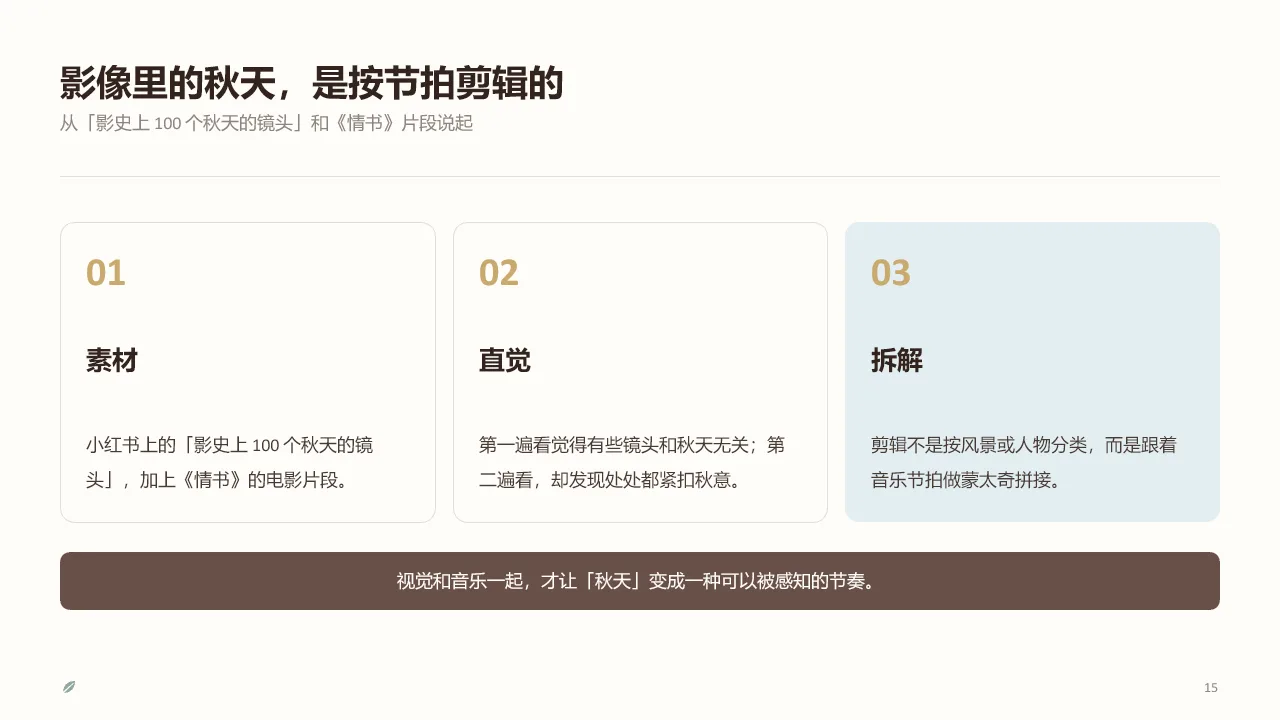 影像里的秋天，是按节拍剪辑的
从「影史上 100 个秋天的镜头」和《情书》片段说起
01
素材
小红书上的「影史上 100 个秋天的镜
头」，加上《情书》的电影片段。
02
直觉
第一遍看觉得有些镜头和秋天无关；第
二遍看，却发现处处都紧扣秋意。
03
拆解
剪辑不是按风景或人物分类，而是跟着
音乐节拍做蒙太奇拼接。
视觉和音乐一起，才让「秋天」变成一种可以被感知的节奏。
15